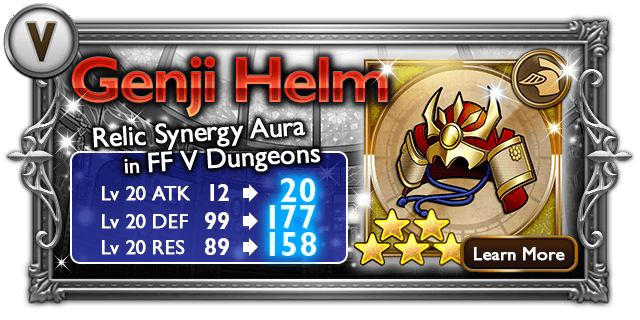 V
Genji Helm
Relic Synergy Aura
in FF V Dungeons
Lv 20 ATK 12 → 20
Lv 20 DEF 99 → 177
Lv 20 RES 89 → 158
Learn More